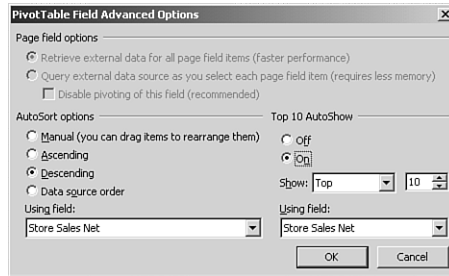 PivotTable Field Advanced Options
Page field options
Retrieve external data for all page field items (faster performance)
Query external data source as you select each page field item (requires less memory)
Disable pivoting of this field (recommended)
AutoSort options
Manual (you can drag items to rearrange them)
Ascending
Descending
Data source order
Using field:
Store Sales Net
Top 10 AutoShow
Off
On
Show: Top 10
Using field:
Store Sales Net
OK Cancel